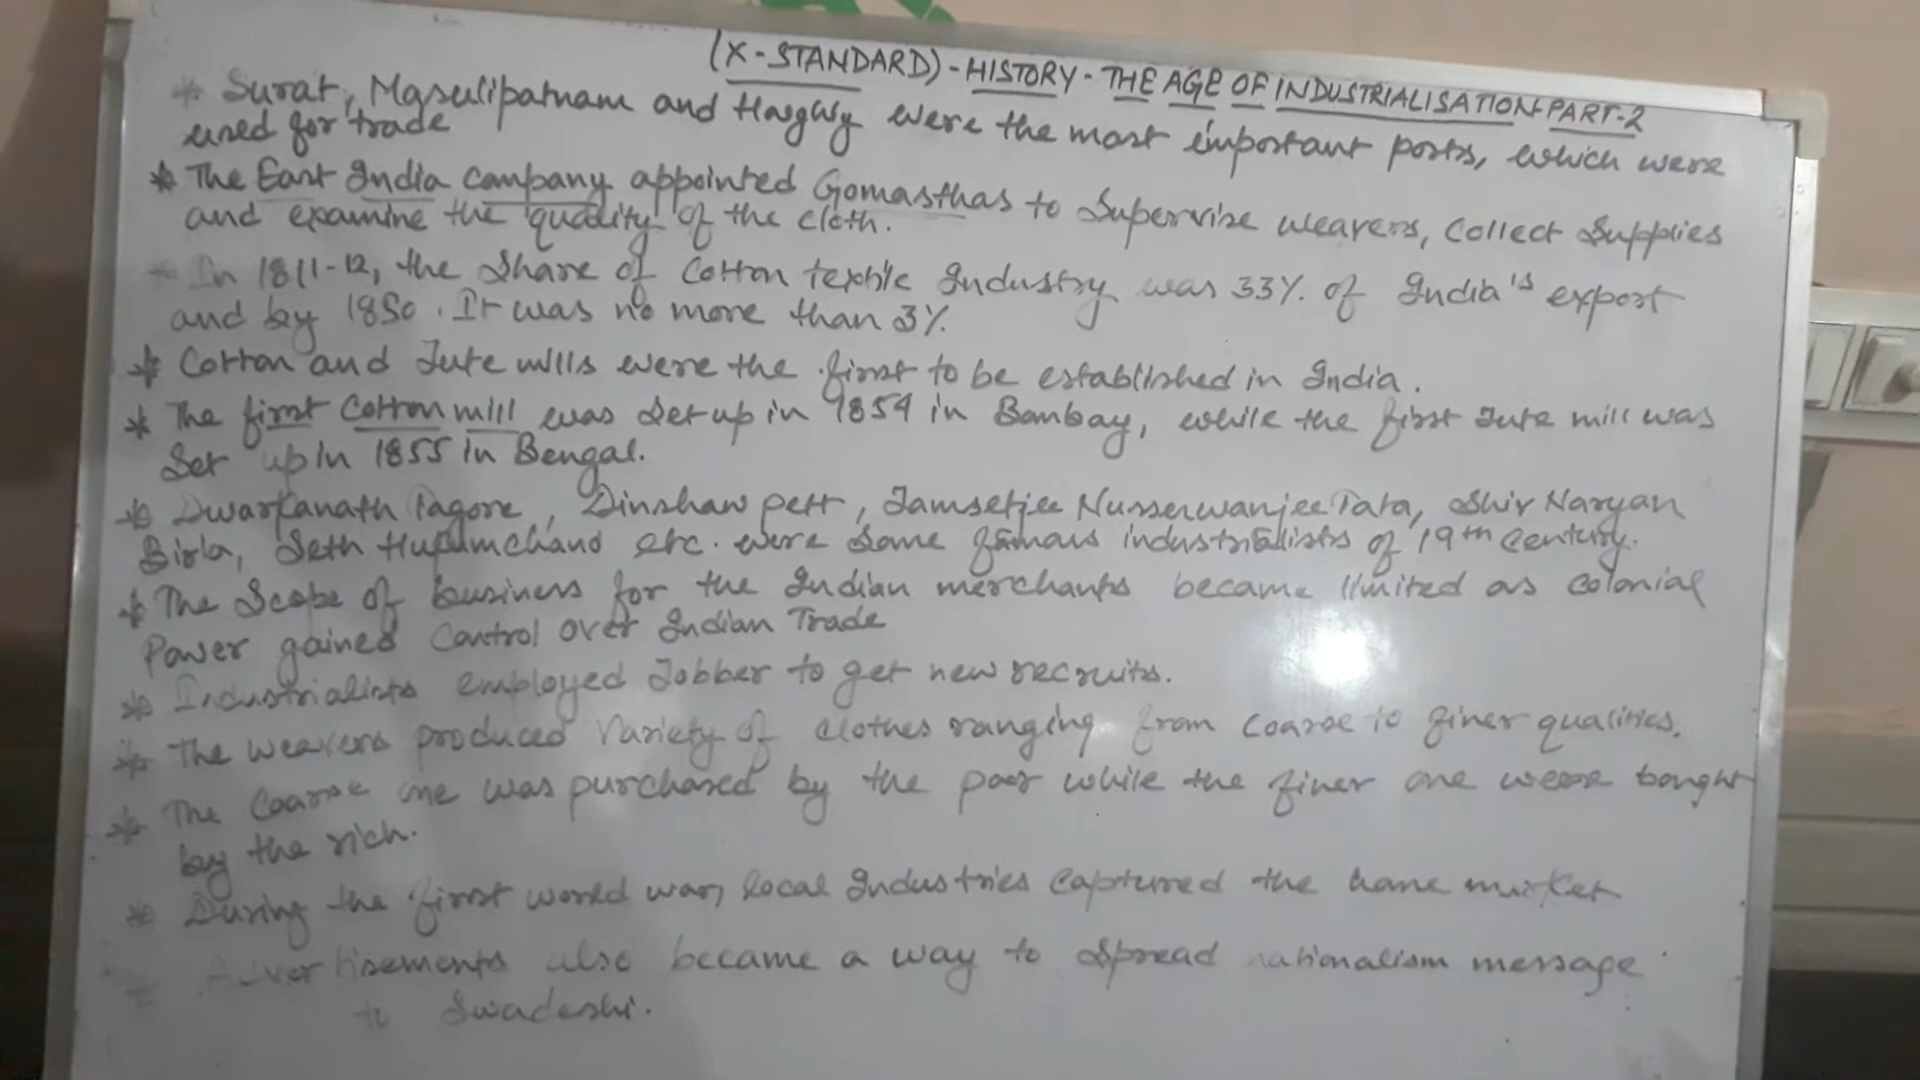 (X-STANDARD)-HISTORY-THE AGE OF INDUSTRIALISATION-PART-2
* Surat, Masulipatnam and Hooghly were the most important ports, which were
used for trade
* The East India company appointed Gomasthas to Supervise weavers, collect Supplies
and examine the quality of the cloth.
* In 1811-12, the share of Cotton textile Industry was 33% of India's export
and by 1850. It was no more than 3%.
* Cotton and Jute mills were the first to be established in India.
* The first Cotton mill was set up in 1854 in Bombay, while the first Jute mill was
Set up in 1855 in Bengal.
* Dwarkanath Tagore, Dinshaw pett, Jamsetjee Nusserwanjee Tata, Shiv Naryan
Birla, Seth Hukumchand etc. were some famous industrialists of 19th Century.
* The Scope of business for the Indian merchants became limited as colonial
Power gained Control over Indian Trade
* Industrialists employed Jobber to get new recruits.
* The weavers produced variety of clothes ranging from coarse to finer qualities.
* The Coarse one was purchased by the poor while the finer one were bought
by the rich.
* During the first world war, local Industries captured the home market
* Advertisements also became a way to spread nationalism message
to Swadeshi.